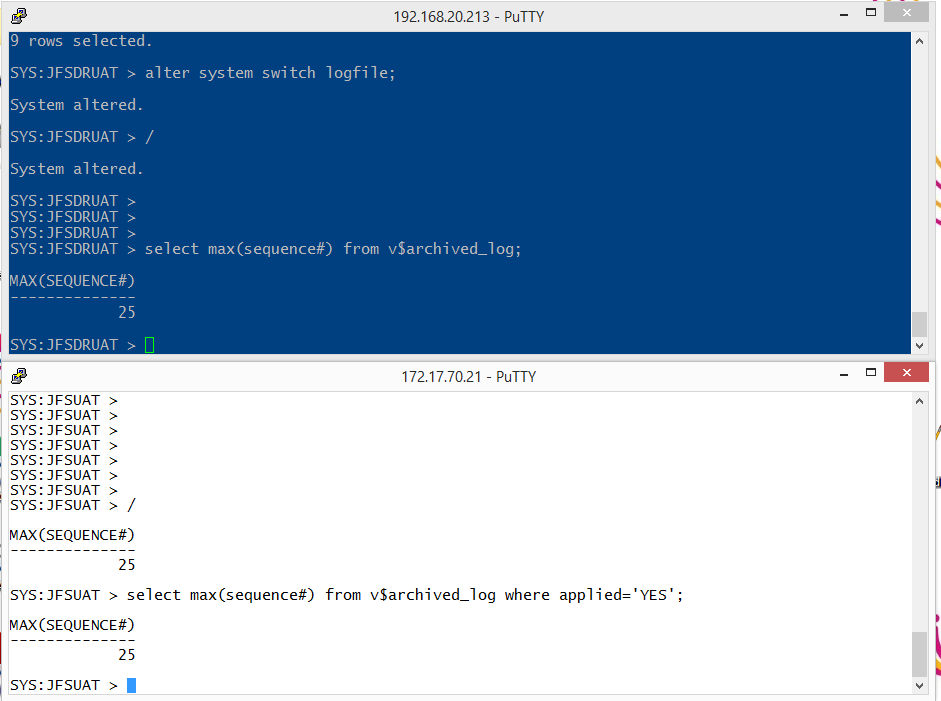 192.168.20.213 - PuTTY
9 rows selected.
SYS:JFSDRUAT > alter system switch logfile;
System altered.
SYS:JFSDRUAT > /
System altered.
SYS:JFSDRUAT >
SYS:JFSDRUAT >
SYS:JFSDRUAT >
SYS:JFSDRUAT > select max(sequence#) from v$archived_log;
MAX(SEQUENCE#)
--------------
25
SYS:JFSDRUAT >
172.17.70.21 - PuTTY
SYS:JFSUAT >
SYS:JFSUAT >
SYS:JFSUAT >
SYS:JFSUAT >
SYS:JFSUAT >
SYS:JFSUAT >
SYS:JFSUAT >
SYS:JFSUAT > /
MAX(SEQUENCE#)
--------------
25
SYS:JFSUAT > select max(sequence#) from v$archived_log where applied='YES';
MAX(SEQUENCE#)
--------------
25
SYS:JFSUAT >